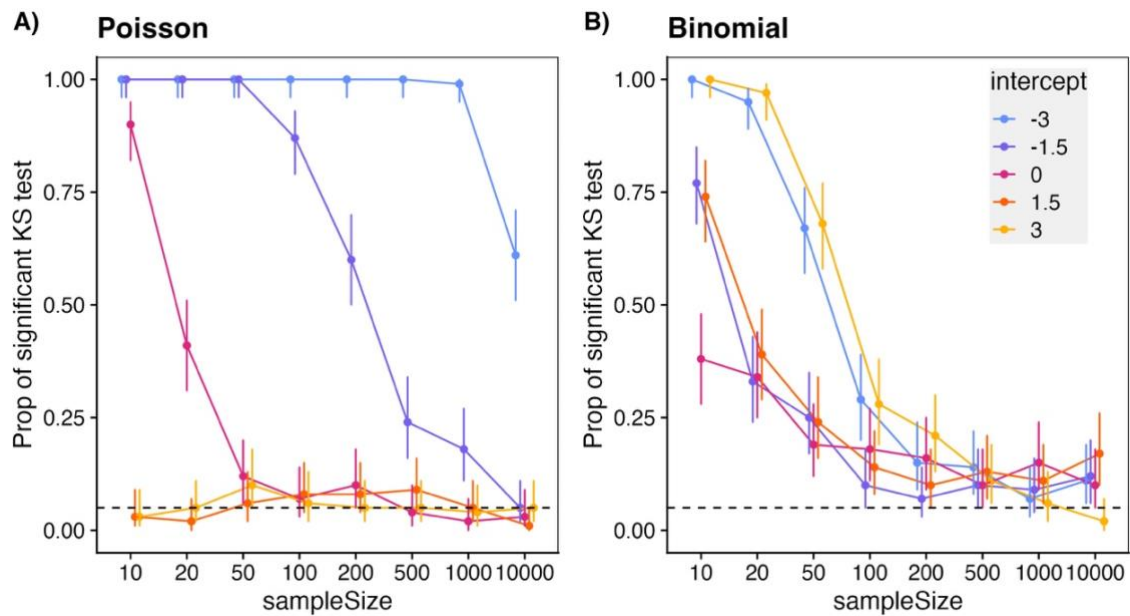 A) Poisson
Prop of significant KS test
1.00
0.75
0.50
0.25
0.00
10 20 50 100 200 500 1000 10000
sampleSize
B) Binomial
Prop of significant KS test
1.00
0.75
0.50
0.25
0.00
intercept
-3
-1.5
0
1.5
3
10 20 50 100 200 500 1000 10000
sampleSize